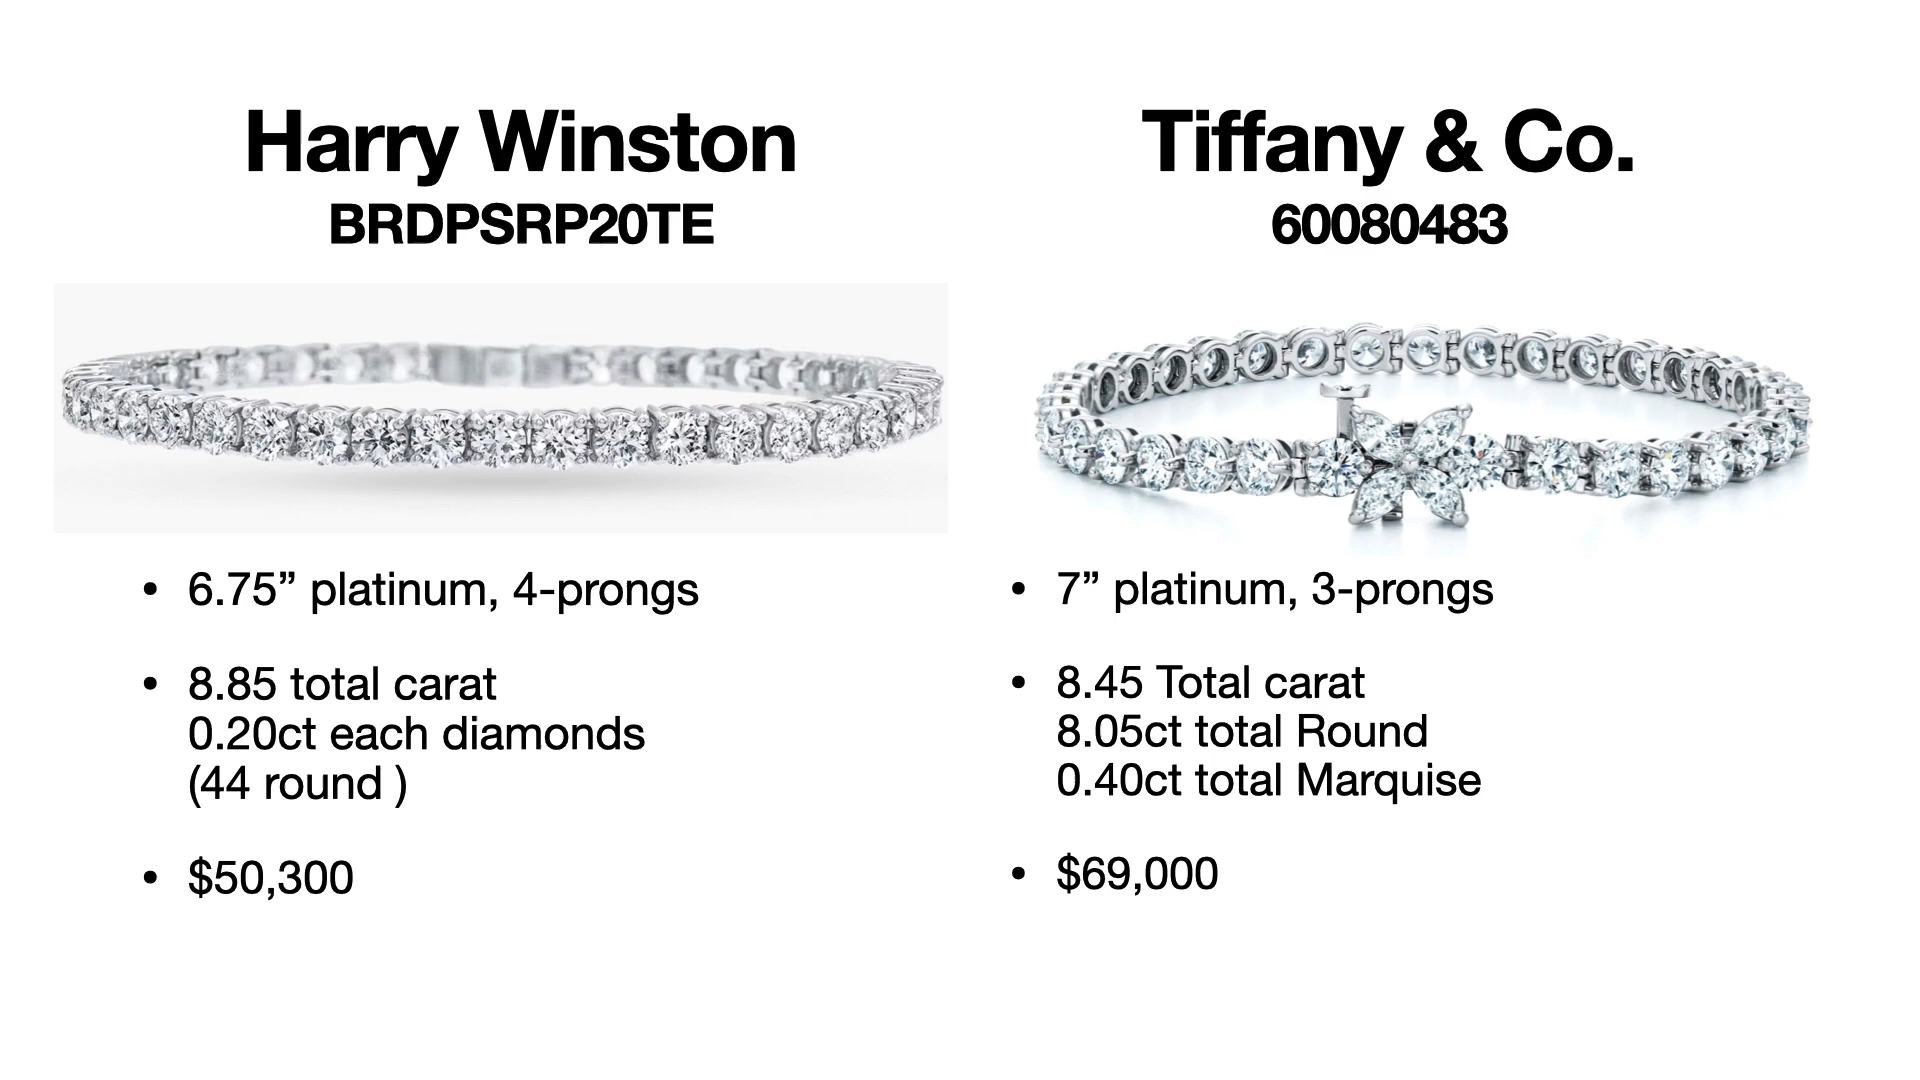 Harry Winston
BRDPSRP20TE
• 6.75” platinum, 4-prongs
• 8.85 total carat
0.20ct each diamonds
(44 round )
• $50,300
Tiffany & Co.
60080483
• 7” platinum, 3-prongs
• 8.45 Total carat
8.05ct total Round
0.40ct total Marquise
• $69,000